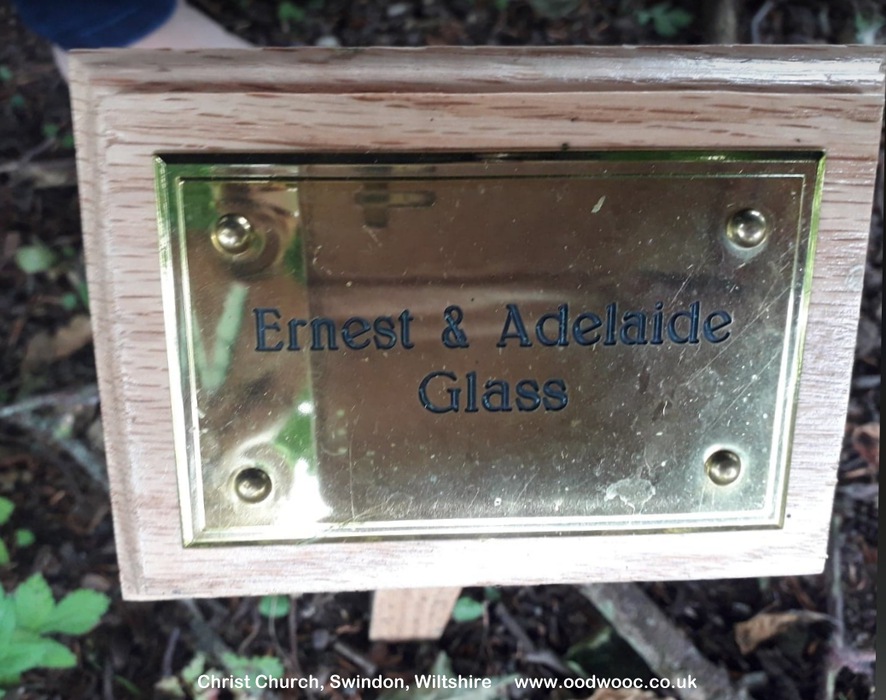 Ernest & Adelaide
Glass
Christ Church, Swindon, Wiltshire www.oodwooc.co.uk